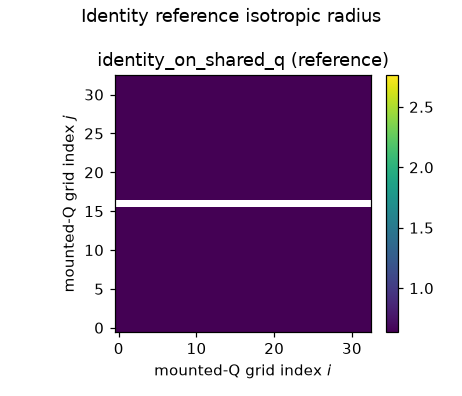 Identity reference isotropic radius
identity_on_shared_q (reference)
mounted-Q grid index j
30
25
20
15
10
5
0
0 10 20 30
mounted-Q grid index i
2.5
2.0
1.5
1.0